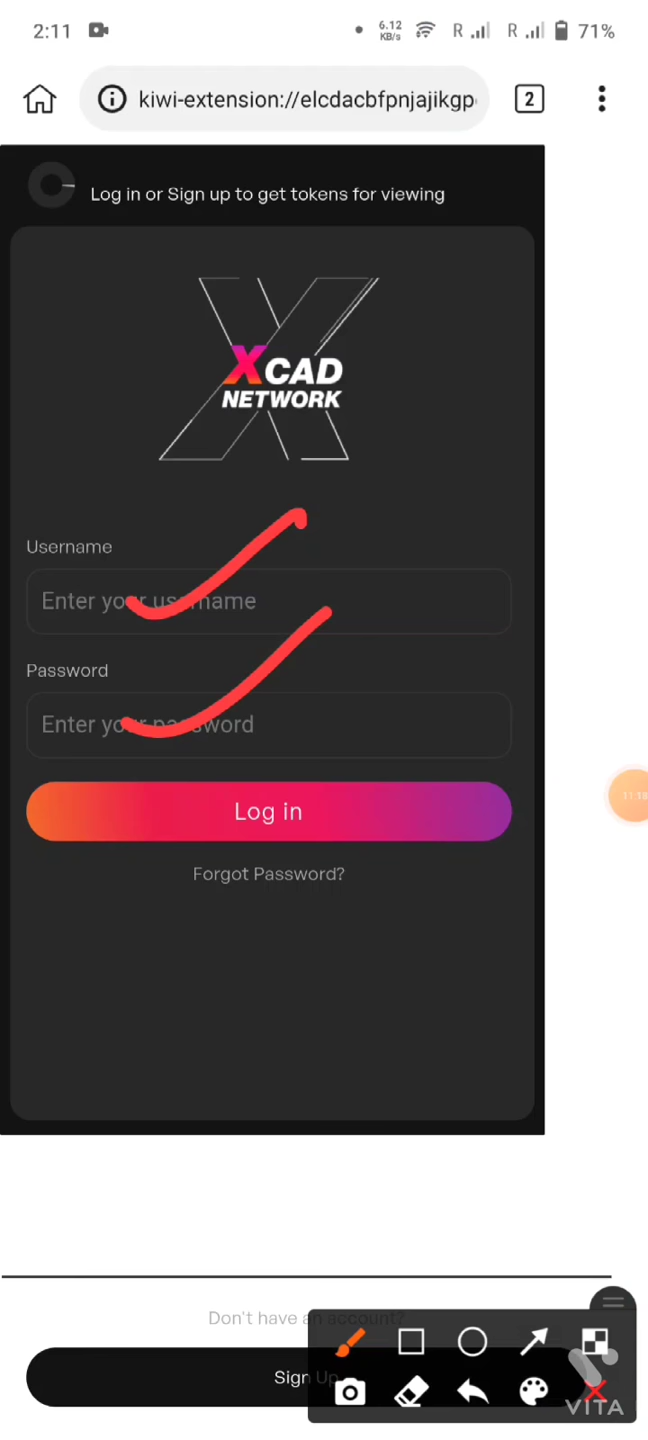 2:11
6.12
KB/s
R
R
71%
kiwi-extension://elcdacbfpnjajikgp
2
Log in or Sign up to get tokens for viewing
XCAD
NETWORK
Username
Enter your username
Password
Enter your password
11:18
Log in
Forgot Password?
Don't have an account?
Sign Up
VITA